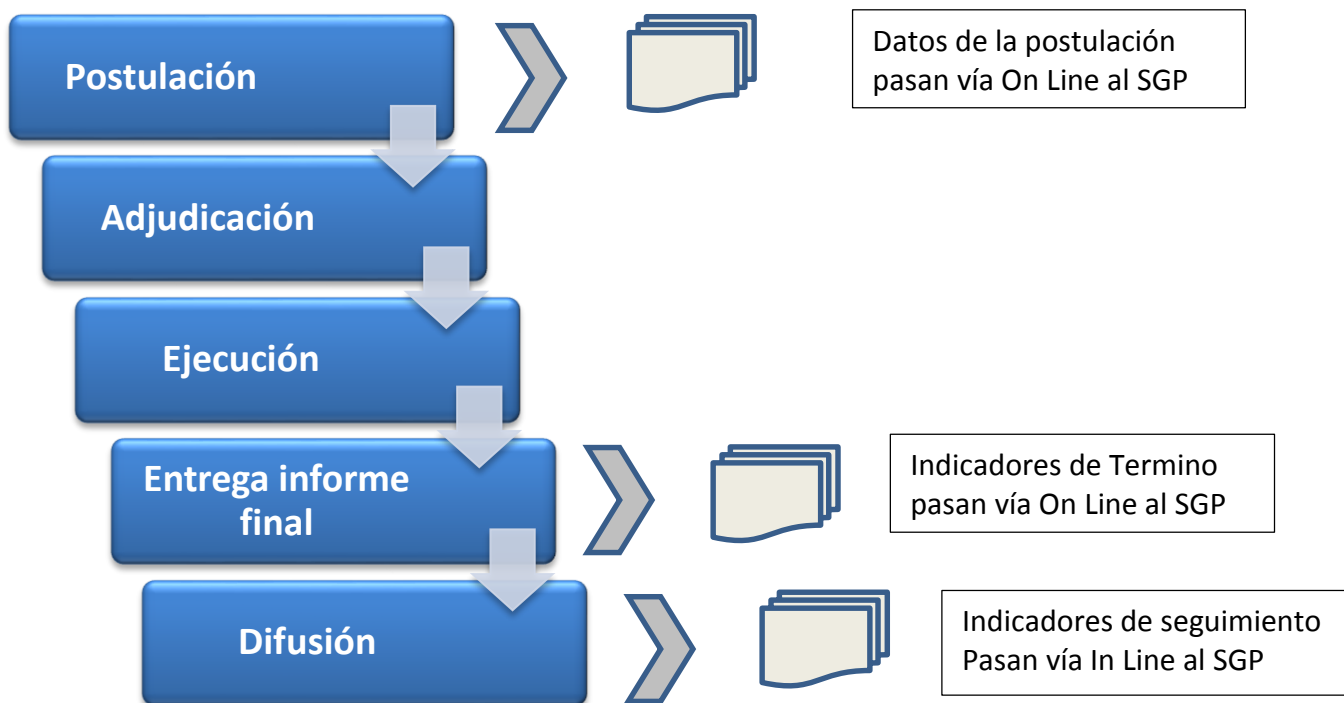 Postulación
Datos de la postulación
pasan vía On Line al SGP
Adjudicación
Ejecución
Entrega informe
final
Indicadores de Termino
pasan vía On Line al SGP
Difusión
Indicadores de seguimiento
Pasan vía In Line al SGP